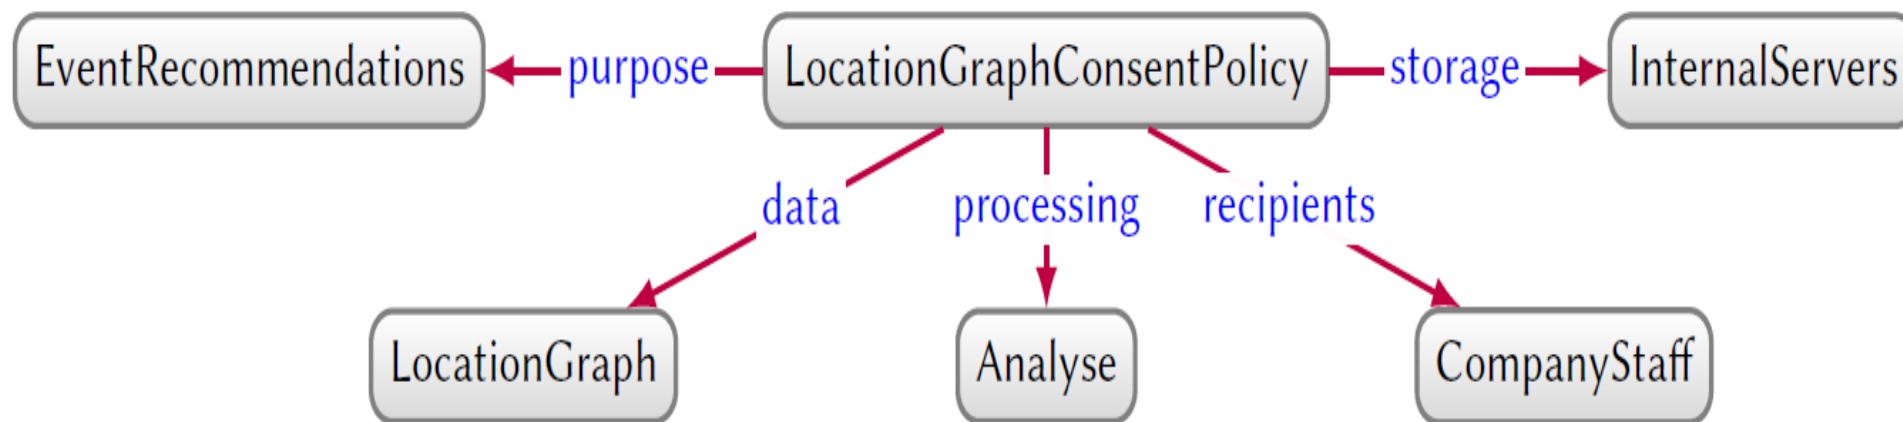 EventRecommendations purpose LocationGraphConsentPolicy storage InternalServers
data processing recipients
LocationGraph Analyse CompanyStaff